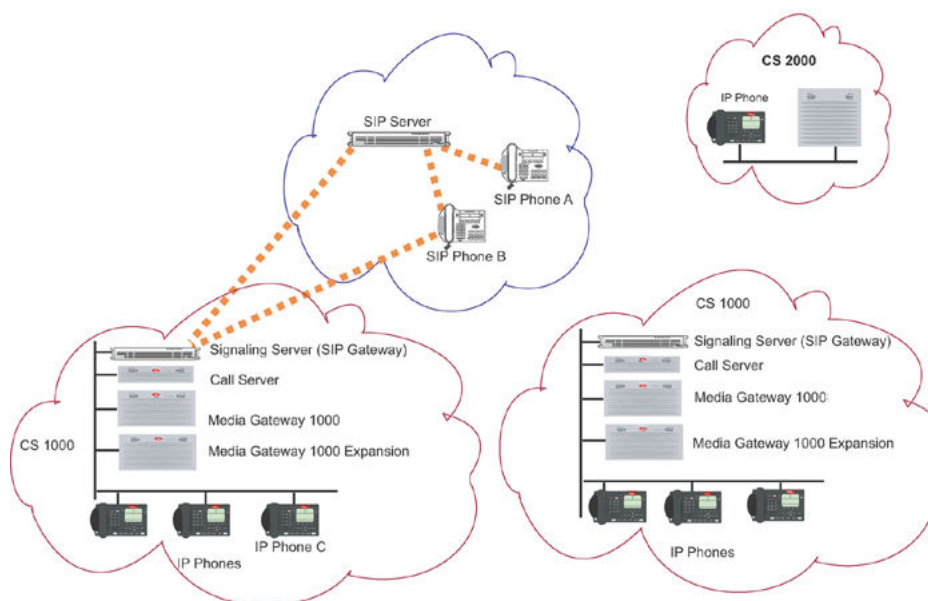 CS 2000
IP Phone
SIP Server
SIP Phone A
SIP Phone B
CS 1000
Signaling Server (SIP Gateway)
Call Server
Media Gateway 1000
Media Gateway 1000 Expansion
IP Phone C
IP Phones
CS 1000
Signaling Server (SIP Gateway)
Call Server
Media Gateway 1000:
Media Gateway 1000 Expansion
IP Phones